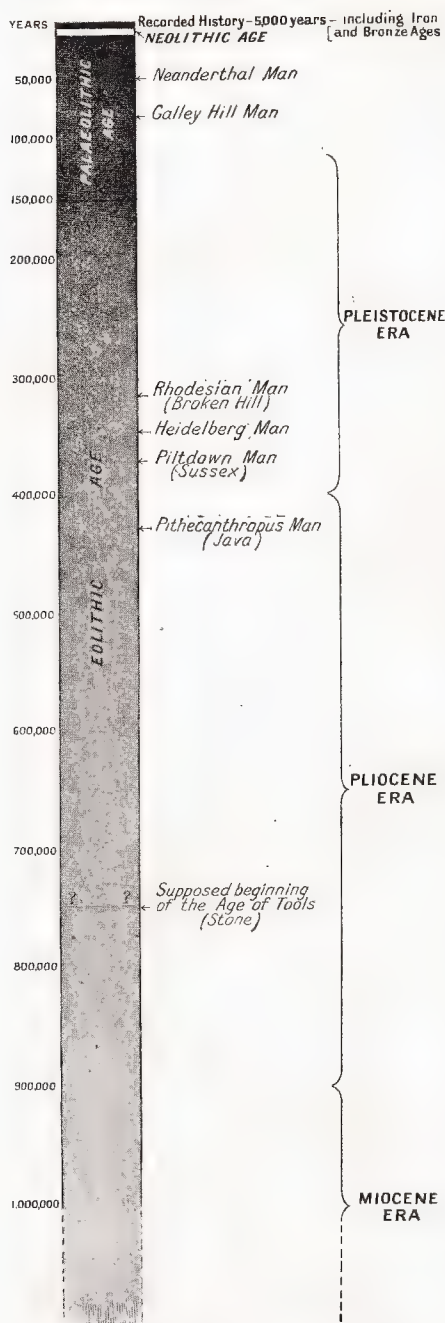 YEARS
Recorded History – 5,000 years – including Iron
and Bronze Ages
NEOLITHIC AGE
PALAEOLITHIC
AGE
50,000
Neanderthal Man
Galley Hill Man
100,000
150,000
200,000
PLEISTOCENE
ERA
300,000
Rhodesian Man
(Broken Hill)
Heidelberg Man
Piltdown Man
(Sussex)
400,000
Pithecanthropus Man
(Java)
EOLITHIC AGE
500,000
600,000
PLIOCENE
ERA
700,000
? ?
Supposed beginning
of the Age of Tools
(Stone)
800,000
900,000
1,000,000
MIOCENE
ERA